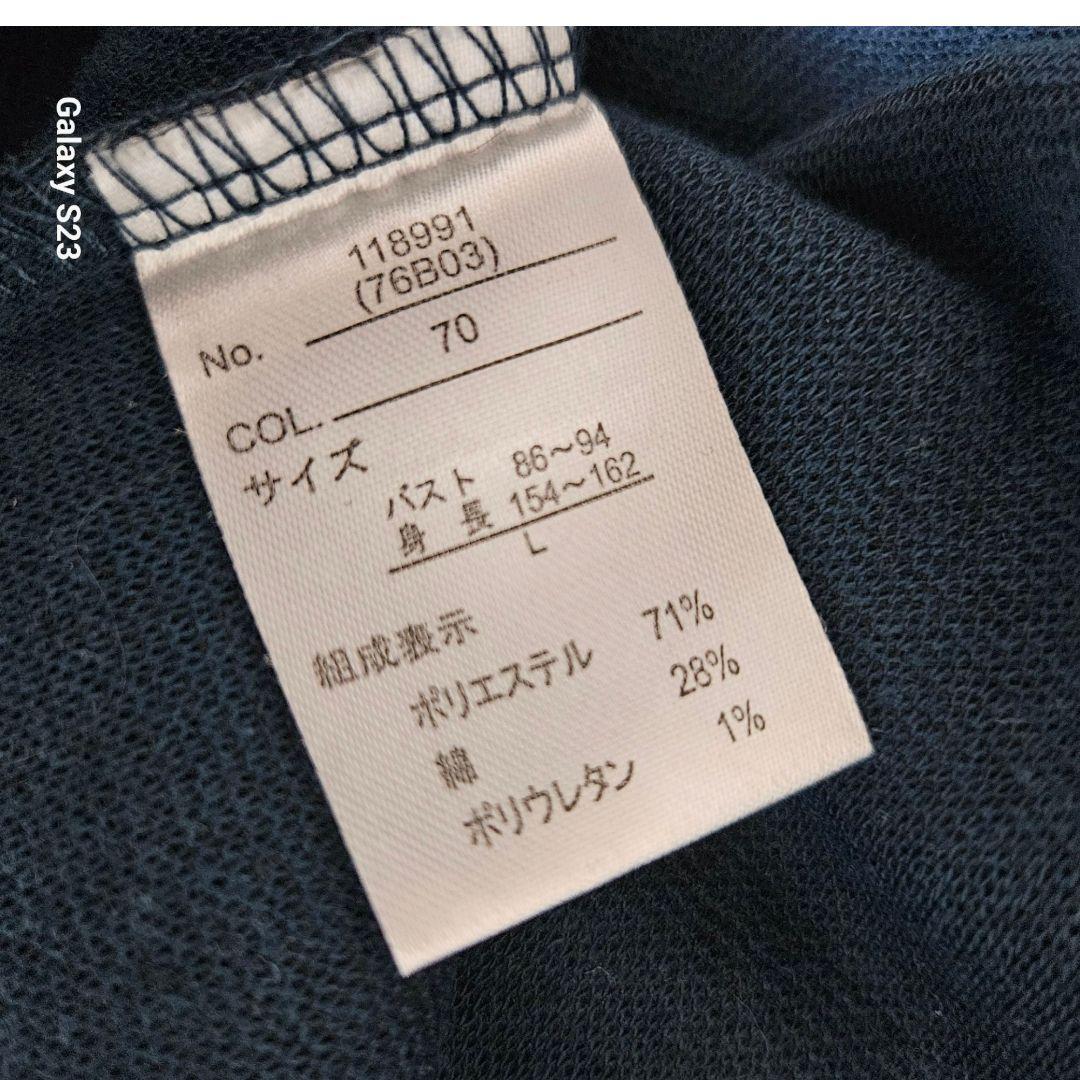 Galaxy S23
118991
(76B03)
No.
70
COL.
サイズ
バスト 86~94
身長 154~162
L
組成表示
ポリエステル 71%
綿 28%
ポリウレタン 1%